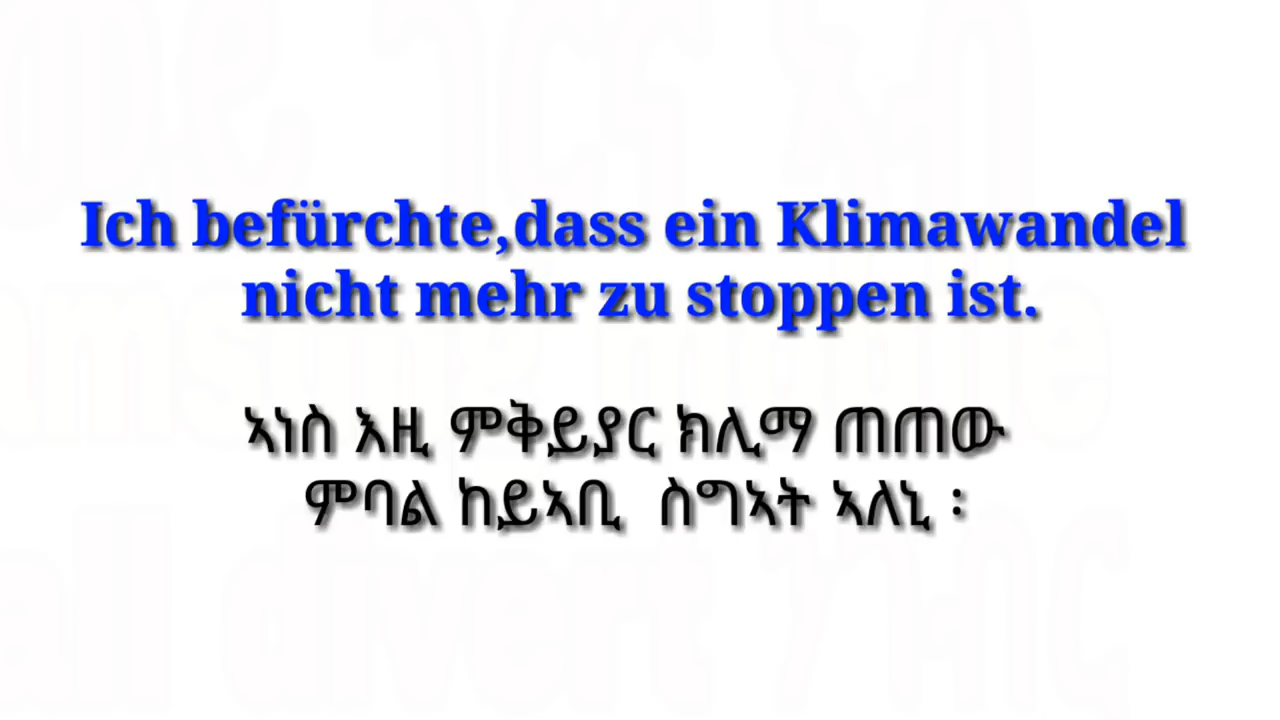 Ich befürchte,dass ein Klimawandel
nicht mehr zu stoppen ist.
ኣነስ እዚ ምቅይያር ክሊማ ጠጠው
ምባል ከይኣቢ ስግኣት ኣለኒ ፡